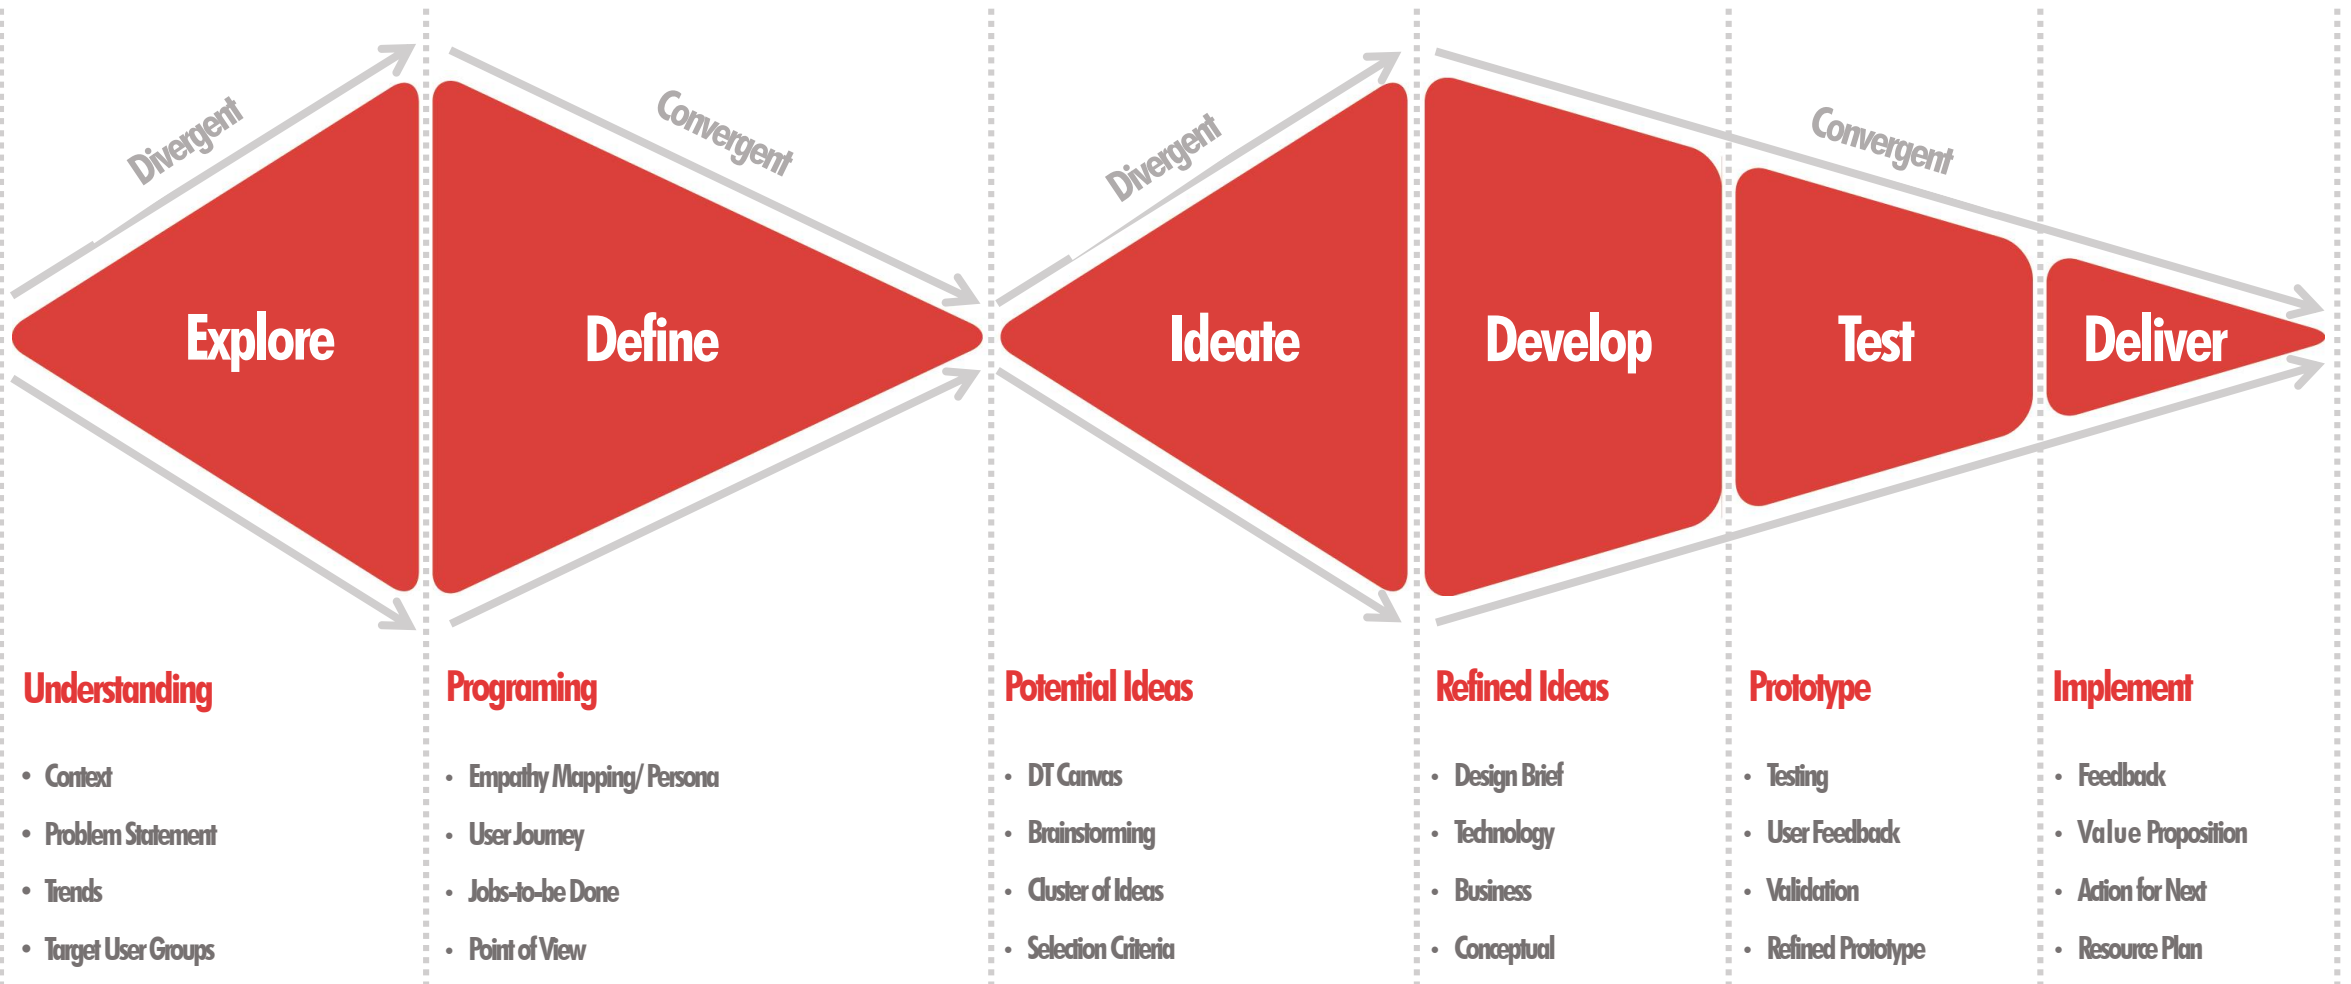 Divergent
Convergent
Divergent
Convergent
Explore
Define
Ideate
Develop
Test
Deliver
Understanding
• Context
• Problem Statement
• Trends
• Target User Groups
Programing
• Empathy Mapping/ Persona
• User Journey
• Jobs-to-be Done
• Point of View
Potential Ideas
• DT Canvas
• Brainstorming
• Cluster of Ideas
• Selection Criteria
Refined Ideas
• Design Brief
• Technology
• Business
• Conceptual
Prototype
• Testing
• User Feedback
• Validation
• Refined Prototype
Implement
• Feedback
• Value Proposition
• Action for Next
• Resource Plan